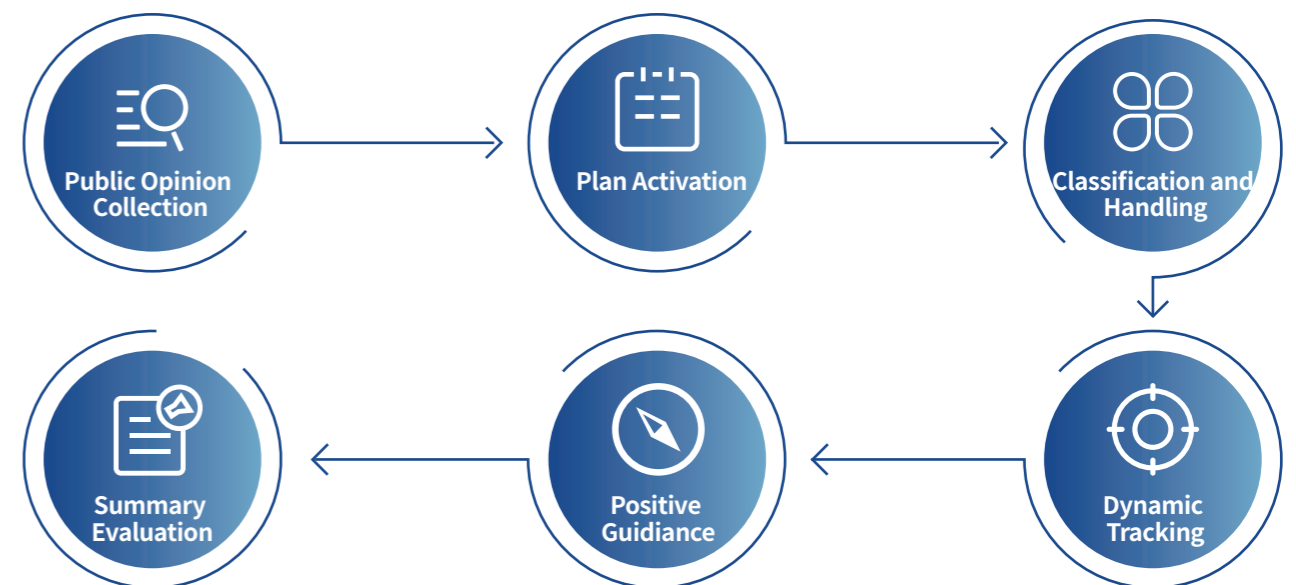 Public Opinion
Collection
Plan Activation
Classification and
Handling
Dynamic
Tracking
Positive
Guidiance
Summary
Evaluation